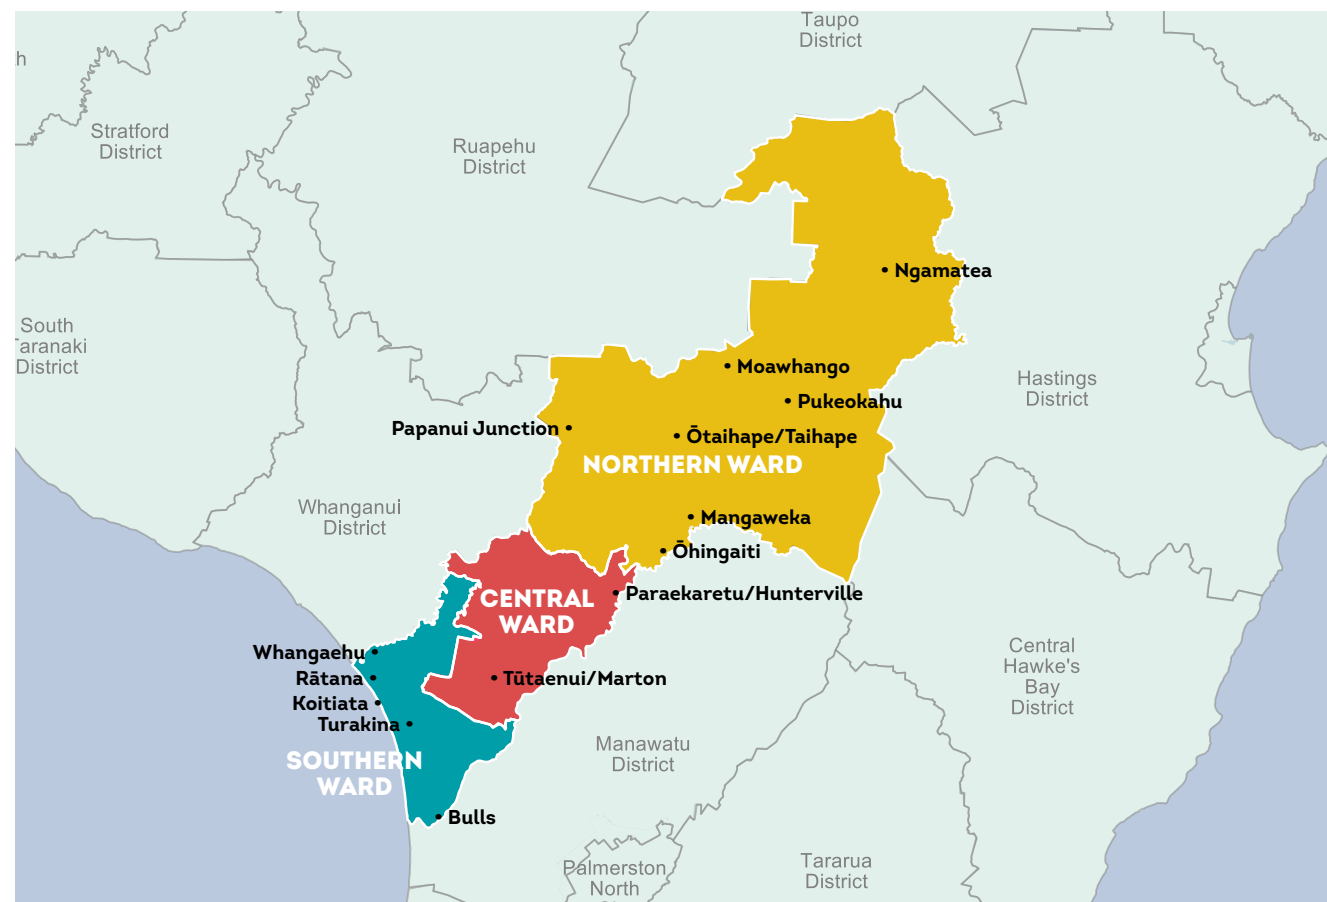 Taupo
District
h
Stratford
District
Ruapehu
District
Ngamatea
South
Taranaki
District
Moawhango
Hastings
District
Pukeokahu
Papanui Junction
Ōtaihape/Taihape
NORTHERN WARD
Whanganui
District
Mangaweka
Ōhingaiti
CENTRAL
WARD
Paraekaretu/Hunterville
Whangaehu
Rātana
Tūtaenui/Marton
Koitiata
Turakina
Central
Hawke's
Bay
District
SOUTHERN
WARD
Manawatu
District
Bulls
Palmerston
North
Tararua
District